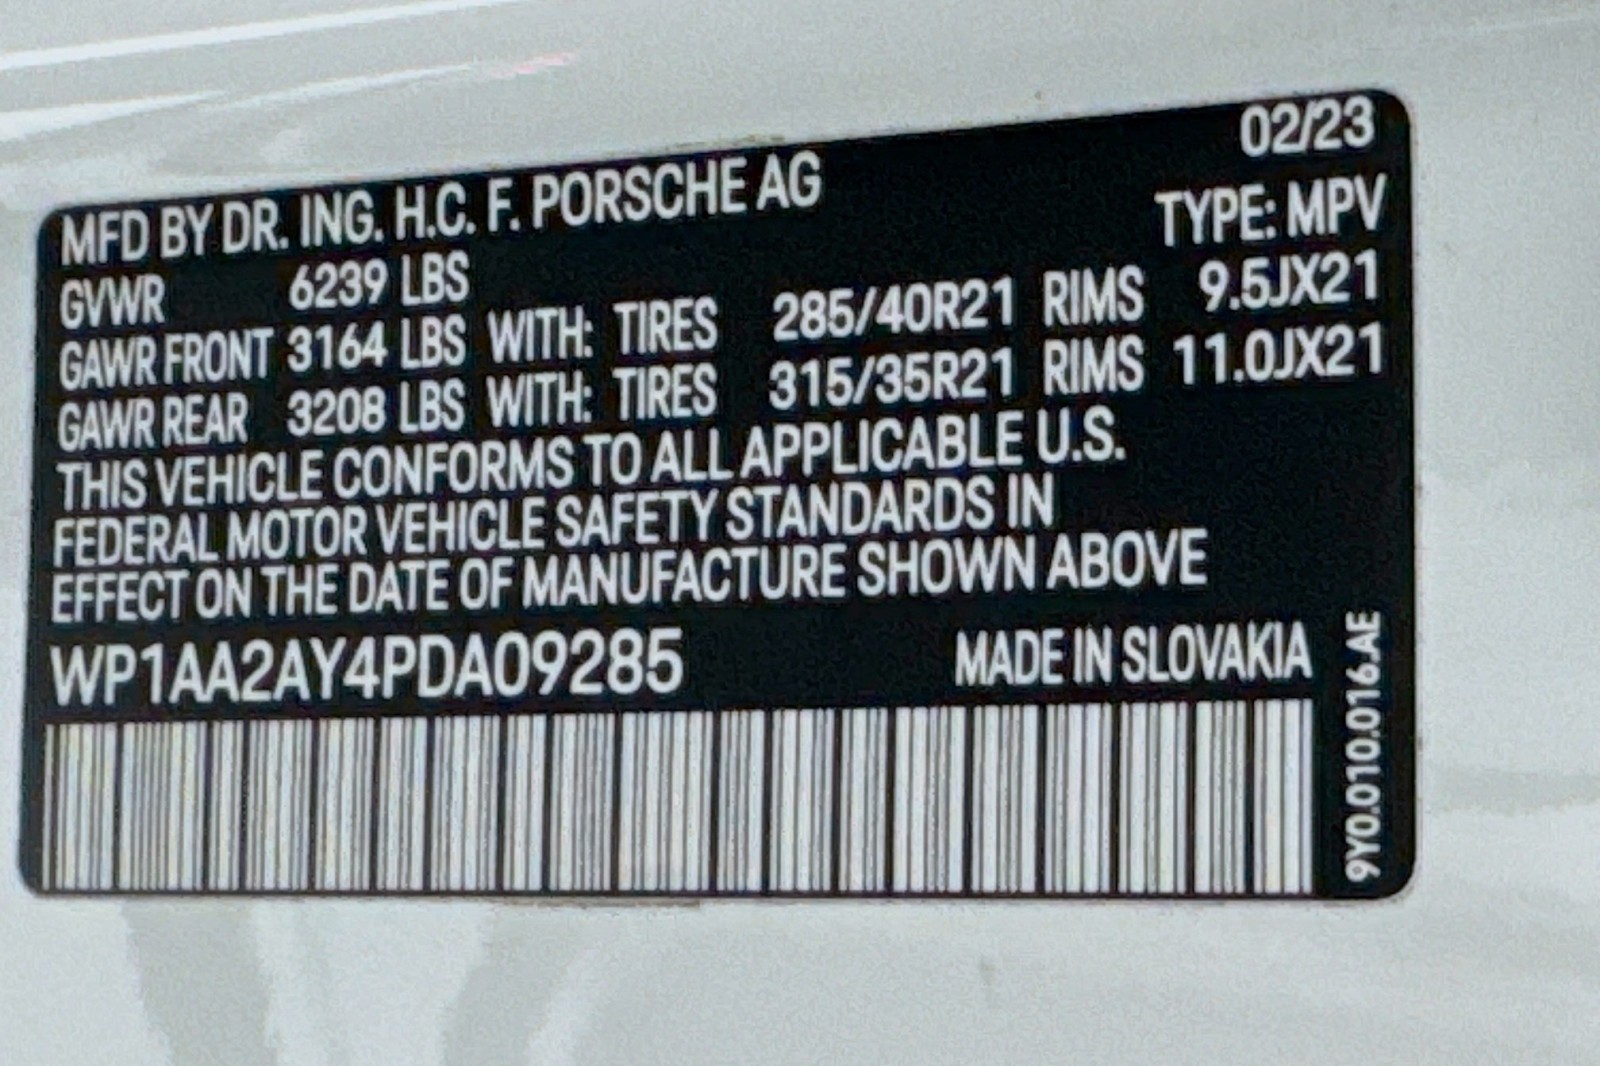 02/23
MFD BY DR. ING. H.C. F. PORSCHE AG
TYPE: MPV
GVWR 6239 LBS
GAWR FRONT 3164 LBS WITH: TIRES 285/40R21 RIMS 9.5JX21
GAWR REAR 3208 LBS WITH: TIRES 315/35R21 RIMS 11.0JX21
THIS VEHICLE CONFORMS TO ALL APPLICABLE U.S.
FEDERAL MOTOR VEHICLE SAFETY STANDARDS IN
EFFECT ON THE DATE OF MANUFACTURE SHOWN ABOVE
WP1AA2AY4PDA09285 MADE IN SLOVAKIA
9Y0.010.016.AE